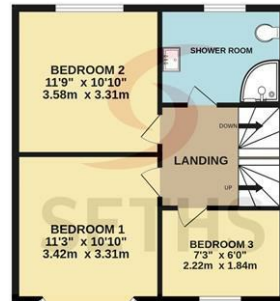 SHOWER ROOM
BEDROOM 2
11'9" x 10'10"
3.58m x 3.31m
DOWN
LANDING
UP
SETHS
BEDROOM 1
11'3" x 10'10"
3.42m x 3.31m
BEDROOM 3
7'3" x 6'0"
2.22m x 1.84m